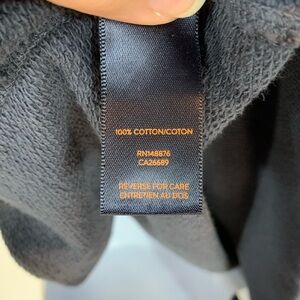 100% COTTON/COTON
RN148876
CA26689
REVERSE FOR CARE
ENTRETIEN AU DOS